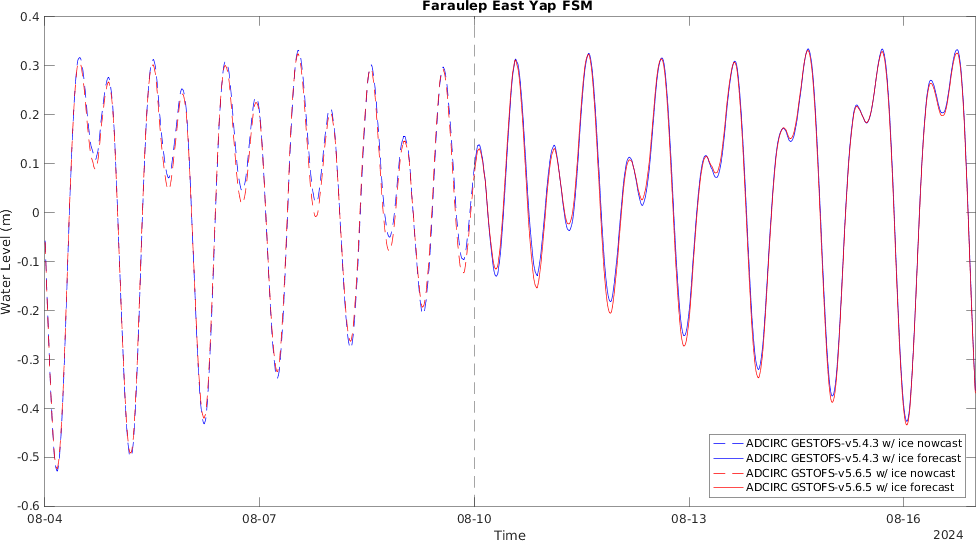 Faraulep East Yap FSM
0.4
0.3
0.2
0.1
0
-0.1
-0.2
-0.3
-0.4
-0.5
-0.6
Water Level (m)
ADCIRC GESTOFS-v5.4.3 w/ ice nowcast
ADCIRC GESTOFS-v5.4.3 w/ ice forecast
ADCIRC GSTOFS-v5.6.5 w/ ice nowcast
ADCIRC GSTOFS-v5.6.5 w/ ice forecast
08-04 08-07 08-10 08-13 08-16
Time
2024